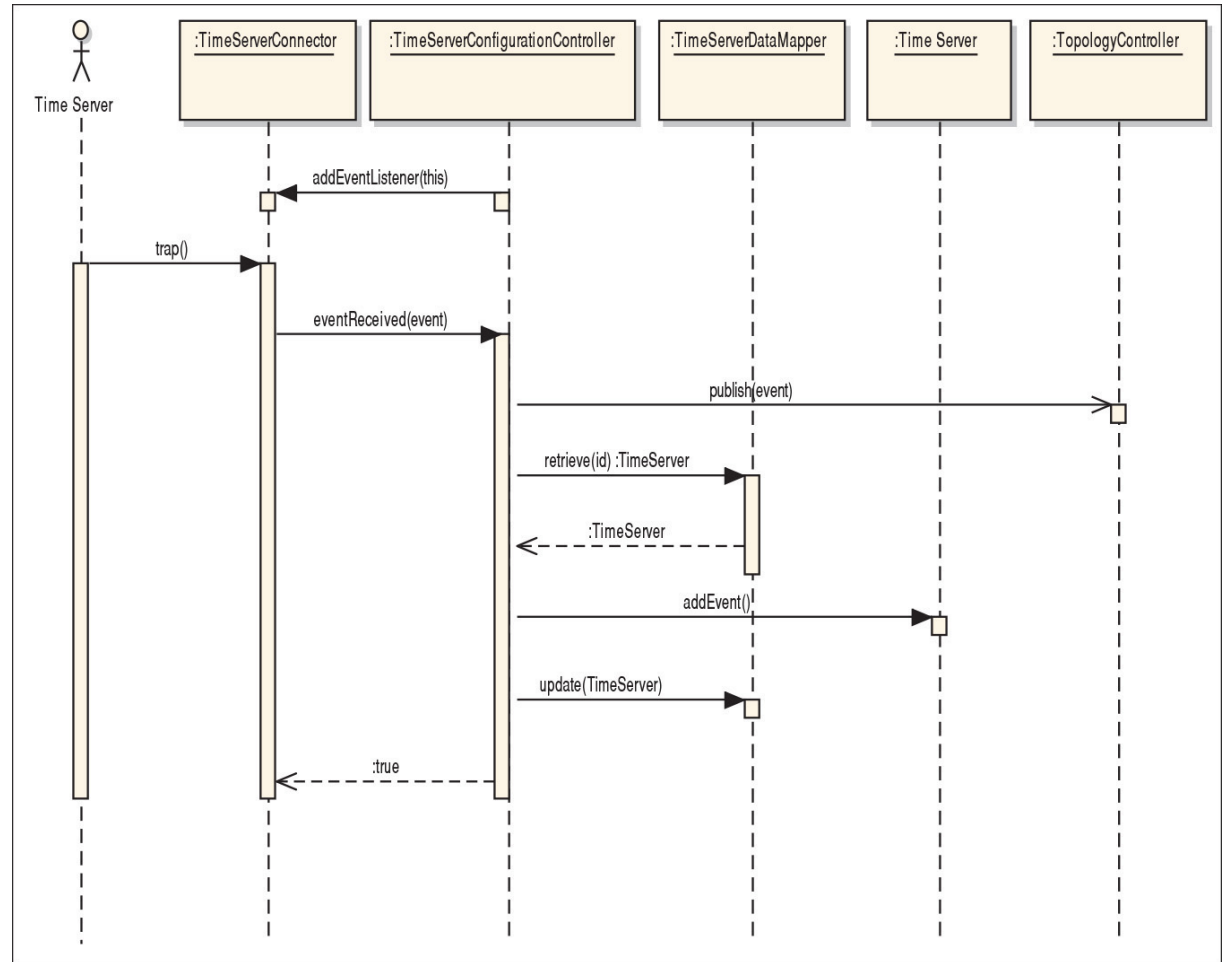 :TimeServerConnector
:TimeServerConfigurationController
:TimeServerDataMapper
:Time Server
:TopologyController
Time Server
addEventListener(this)
trap()
eventReceived(event)
publish(event)
retrieve(id) :TimeServer
:TimeServer
addEvent()
update(TimeServer)
:true